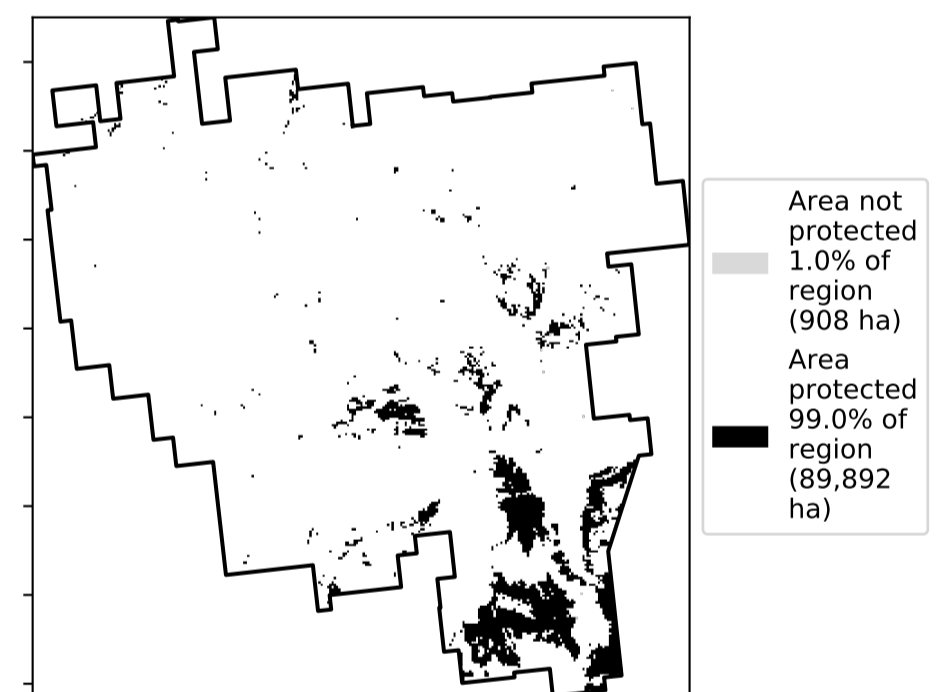 Area not
protected
1.0% of
region
(908 ha)
Area
protected
99.0% of
region
(89,892
ha)